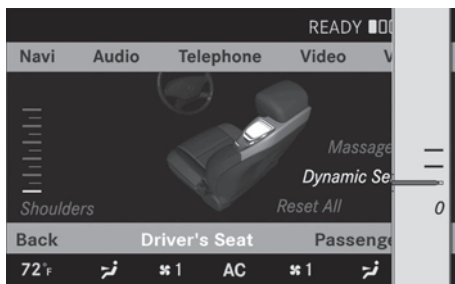 READY
Navi Audio Telephone Video V
Massage
Dynamic Se
Shoulders Reset All 0
Back Driver's Seat Passenge
72°F 1 AC 1